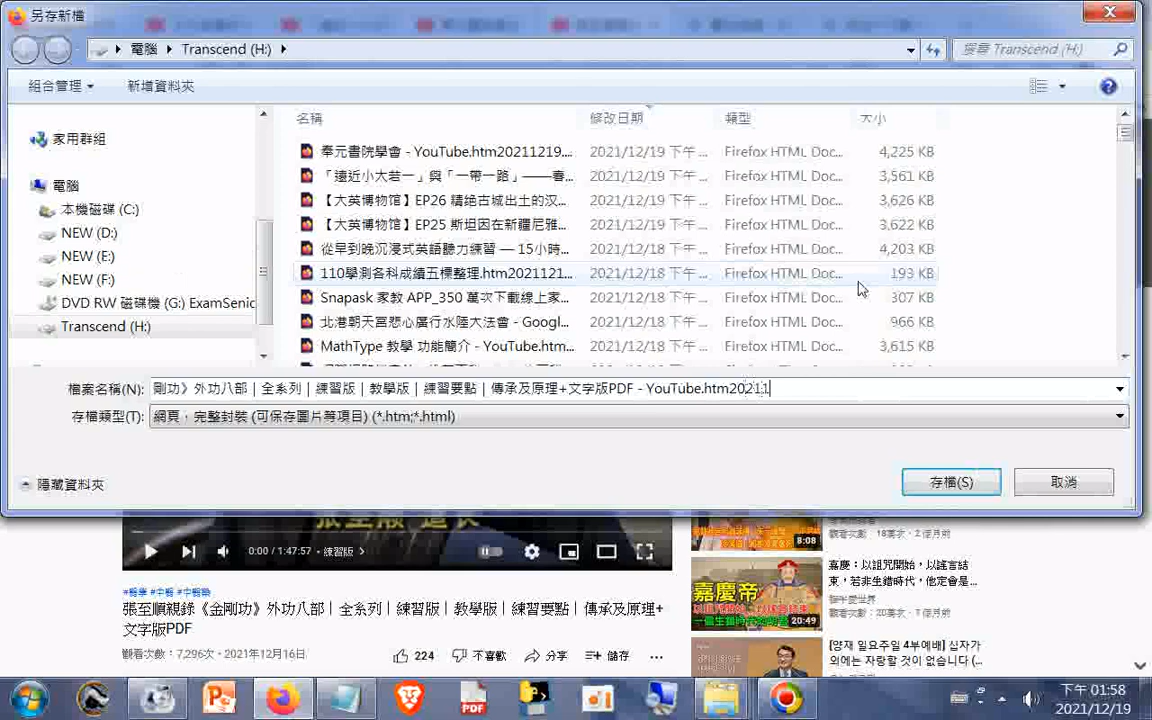 另存新檔
電腦 Transcend (H:)
搜尋 Transcend (H:)
組合管理 新增資料夾
名稱 修改日期 類型 大小
家用群組
電腦
本機磁碟 (C:)
NEW (D:)
NEW (E:)
NEW (F:)
DVD RW 磁碟機 (G:) ExamSenic
Transcend (H:)
奉元書院學會 - YouTube.htm20211219... 2021/12/19 下午 ... Firefox HTML Doc... 4,225 KB
「遠近小大若一」與「一帶一路」——春... 2021/12/19 下午 ... Firefox HTML Doc... 3,561 KB
【大英博物馆】EP26 精绝古城出土的汉... 2021/12/19 下午 ... Firefox HTML Doc... 3,626 KB
【大英博物馆】EP25 斯坦因在新疆尼雅... 2021/12/19 下午 ... Firefox HTML Doc... 3,622 KB
從早到晚沉浸式英語聽力練習 — 15小時... 2021/12/18 下午 ... Firefox HTML Doc... 4,203 KB
110學測各科成績五標整理.htm2021121... 2021/12/18 下午 ... Firefox HTML Doc... 193 KB
Snapask 家教 APP_350 萬次下載線上家... 2021/12/18 下午 ... Firefox HTML Doc... 307 KB
北港朝天宮慈心廣行水陸大法會 - Googl... 2021/12/18 下午 ... Firefox HTML Doc... 966 KB
MathType 教學 功能簡介 - YouTube.htm... 2021/12/18 下午 ... Firefox HTML Doc... 3,615 KB
檔案名稱(N): 剛功》外功八部 | 全系列 | 練習版 | 教學版 | 練習要點 | 傳承及原理+文字版PDF - YouTube.htm20211
存檔類型(T): 網頁，完整封裝 (可保存圖片等項目) (*.htm;*.html)
隱藏資料夾 存檔(S) 取消
0:00 / 1:47:57 • 練習版
#醫學 #中醫 #中醫藥
張至順親錄《金剛功》外功八部 | 全系列 | 練習版 | 教學版 | 練習要點 | 傳承及原理+
文字版PDF
觀看次數：7,296次 • 2021年12月16日
224 不喜歡 分享 儲存
8:08
觀看次數：18萬次 • 2個月前
嘉慶帝
20:49
嘉慶：以詛咒開始，以謠言結
束，若非生錯時代，他定會是...
[양재 일요주일 4부예배] 십자가
외에는 자랑할 것이 없습니다 (...
下午 01:58
2021/12/19